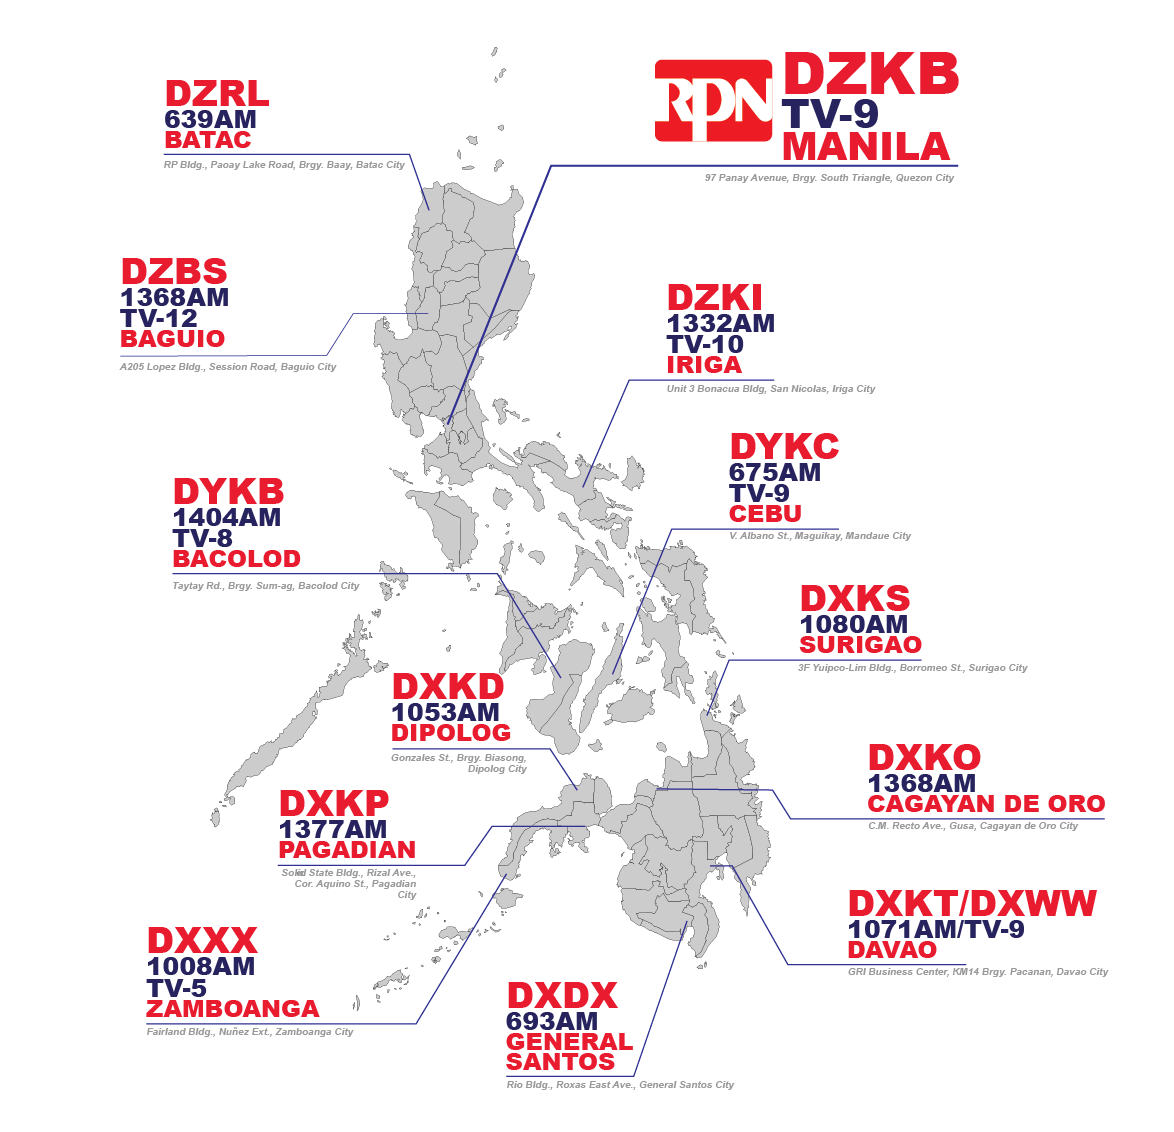 RPN
DZKB
TV-9
MANILA
97 Panay Avenue, Brgy. South Triangle, Quezon City
DZRL
639AM
BATAC
RP Bldg., Paoay Lake Road, Brgy. Baay, Batac City
DZBS
1368AM
TV-12
BAGUIO
A205 Lopez Bldg., Session Road, Baguio City
DZKI
1332AM
TV-10
IRIGA
Unit 3 Bonacua Bldg, San Nicolas, Iriga City
DYKC
675AM
TV-9
CEBU
V. Albano St., Maguikay, Mandaue City
DYKB
1404AM
TV-8
BACOLOD
Taytay Rd., Brgy. Sum-ag, Bacolod City
DXKS
1080AM
SURIGAO
3F Yuipco-Lim Bldg., Borromeo St., Surigao City
DXKD
1053AM
DIPOLOG
Gonzales St., Brgy. Biasong,
Dipolog City
DXKO
1368AM
CAGAYAN DE ORO
C.M. Recto Ave., Gusa, Cagayan de Oro City
DXKP
1377AM
PAGADIAN
State Bldg., Rizal Ave.,
Cor. Aquino St., Pagadian
City
DXKT/DXWW
1071AM/TV-9
DAVAO
GRI Business Center, KM14 Brgy. Pacanan, Davao City
DXXX
1008AM
TV-5
ZAMBOANGA
Fairland Bldg., Nuñez Ext., Zamboanga City
DXDX
693AM
GENERAL
SANTOS
Rio Bldg., Roxas East Ave., General Santos City